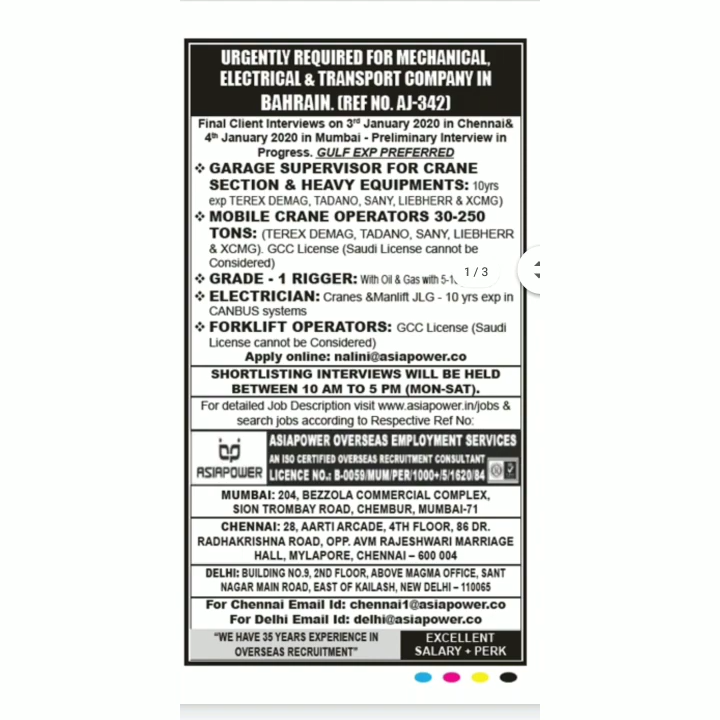 URGENTLY REQUIRED FOR MECHANICAL,
ELECTRICAL & TRANSPORT COMPANY IN
BAHRAIN. (REF NO. AJ-342)
Final Client Interviews on 3rd January 2020 in Chennai&
4th January 2020 in Mumbai - Preliminary Interview in
Progress. GULF EXP PREFERRED
❖ GARAGE SUPERVISOR FOR CRANE
SECTION & HEAVY EQUIPMENTS: 10yrs
exp TEREX DEMAG, TADANO, SANY, LIEBHERR & XCMG)
❖ MOBILE CRANE OPERATORS 30-250
TONS: (TEREX DEMAG, TADANO, SANY, LIEBHERR
& XCMG). GCC License (Saudi License cannot be
Considered)
❖ GRADE - 1 RIGGER: With Oil & Gas with
1 / 3
❖ ELECTRICIAN: Cranes &Manlift JLG - 10 yrs exp in
CANBUS systems
❖ FORKLIFT OPERATORS: GCC License (Saudi
License cannot be Considered)
Apply online: nalini@asiapower.co
SHORTLISTING INTERVIEWS WILL BE HELD
BETWEEN 10 AM TO 5 PM (MON-SAT).
For detailed Job Description visit www.asiapower.in/jobs &
search jobs according to Respective Ref No:
ASIAPOWER
ASIAPOWER OVERSEAS EMPLOYMENT SERVICES
AN ISO CERTIFIED OVERSEAS RECRUITMENT CONSULTANT
LICENCE NO.: B-0059/MUM/PER/1000+/5/1620/84
MUMBAI: 204, BEZZOLA COMMERCIAL COMPLEX,
SION TROMBAY ROAD, CHEMBUR, MUMBAI-71
CHENNAI: 28, AARTI ARCADE, 4TH FLOOR, 86 DR.
RADHAKRISHNA ROAD, OPP. AVM RAJESHWARI MARRIAGE
HALL, MYLAPORE, CHENNAI – 600 004
DELHI: BUILDING NO.9, 2ND FLOOR, ABOVE MAGMA OFFICE, SANT
NAGAR MAIN ROAD, EAST OF KAILASH, NEW DELHI – 110065
For Chennai Email Id: chennai1@asiapower.co
For Delhi Email Id: delhi@asiapower.co
"WE HAVE 35 YEARS EXPERIENCE IN
OVERSEAS RECRUITMENT"
EXCELLENT
SALARY + PERK